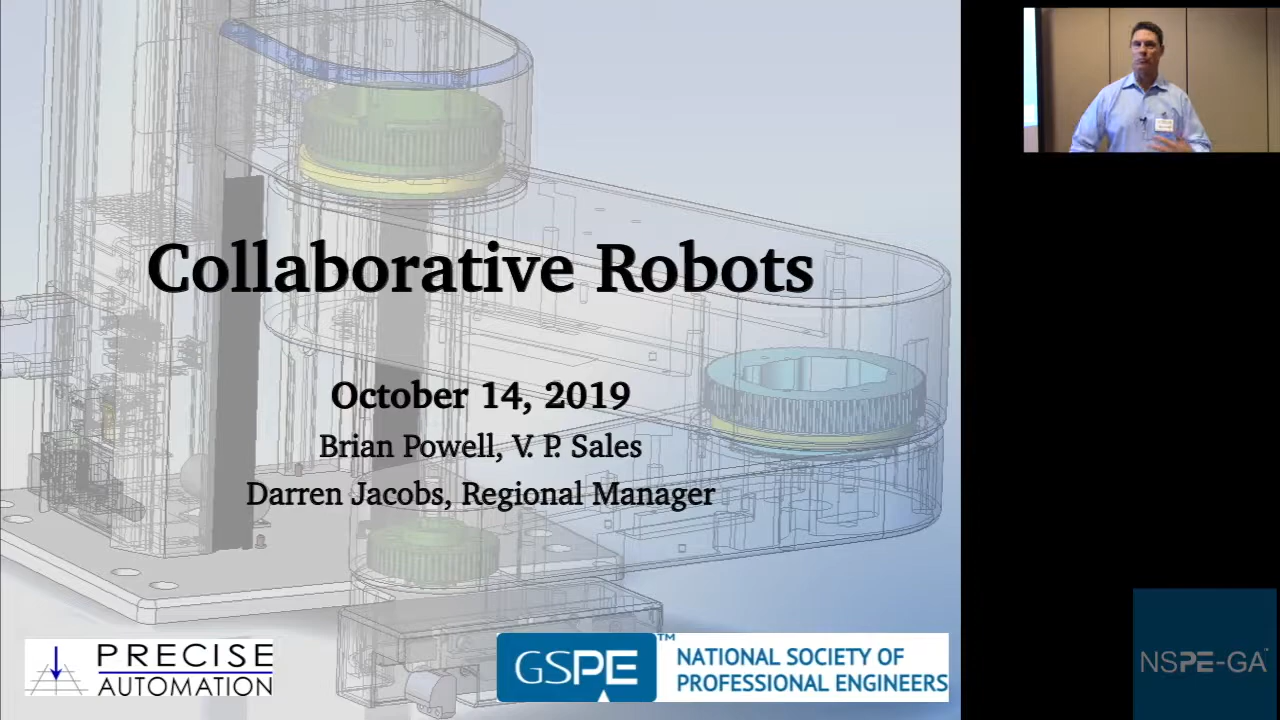 Collaborative Robots
October 14, 2019
Brian Powell, V. P. Sales
Darren Jacobs, Regional Manager
PRECISE
AUTOMATION
GSPE
™
NATIONAL SOCIETY OF
PROFESSIONAL ENGINEERS
NSPE-GA